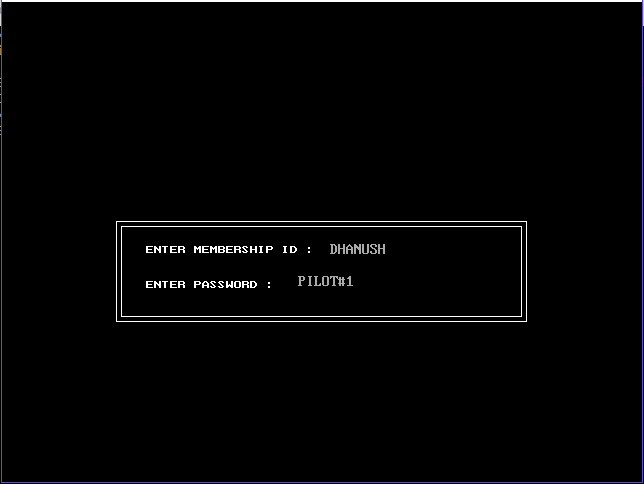 ENTER MEMBERSHIP ID : DHANUSH
ENTER PASSWORD : PILOT#1